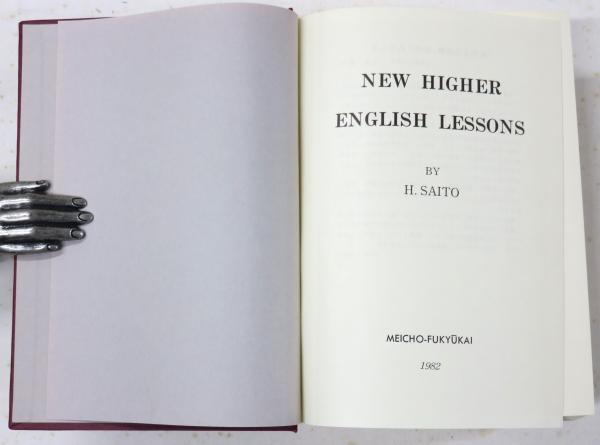 NEW HIGHER
ENGLISH LESSONS
BY
H. SAITO
MEICHO-FUKYŪKAI
1982